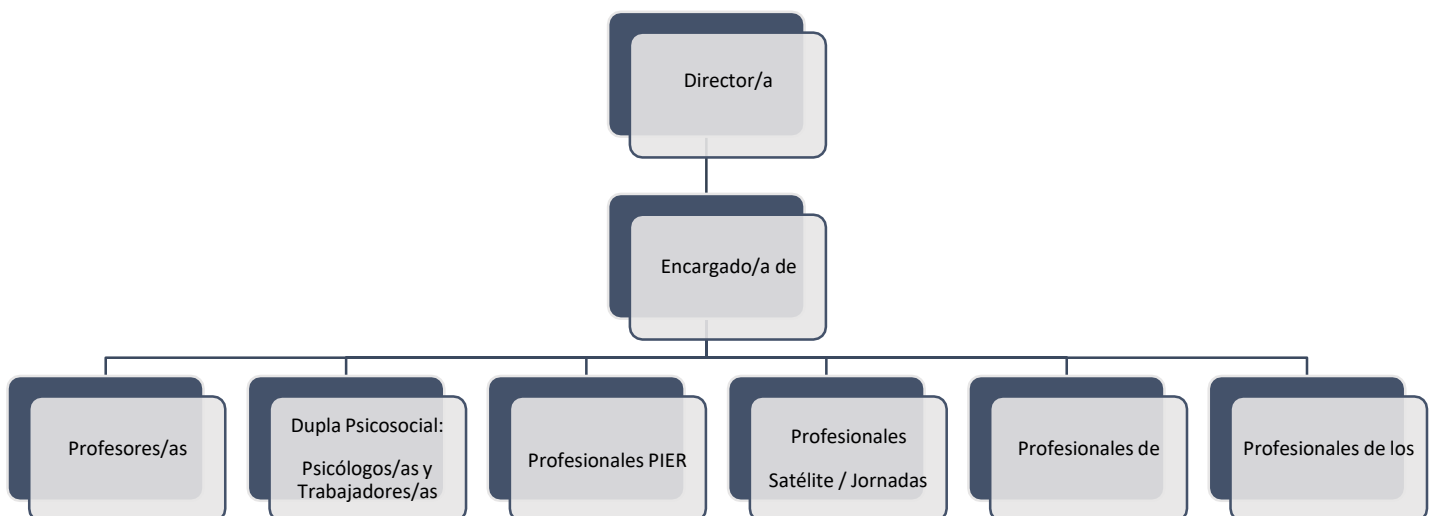 Director/a
Encargado/a de
Profesores/as
Dupla Psicosocial:
Psicólogos/as y
Trabajadores/as
Profesionales PIER
Profesionales
Satélite / Jornadas
Profesionales de
Profesionales de los